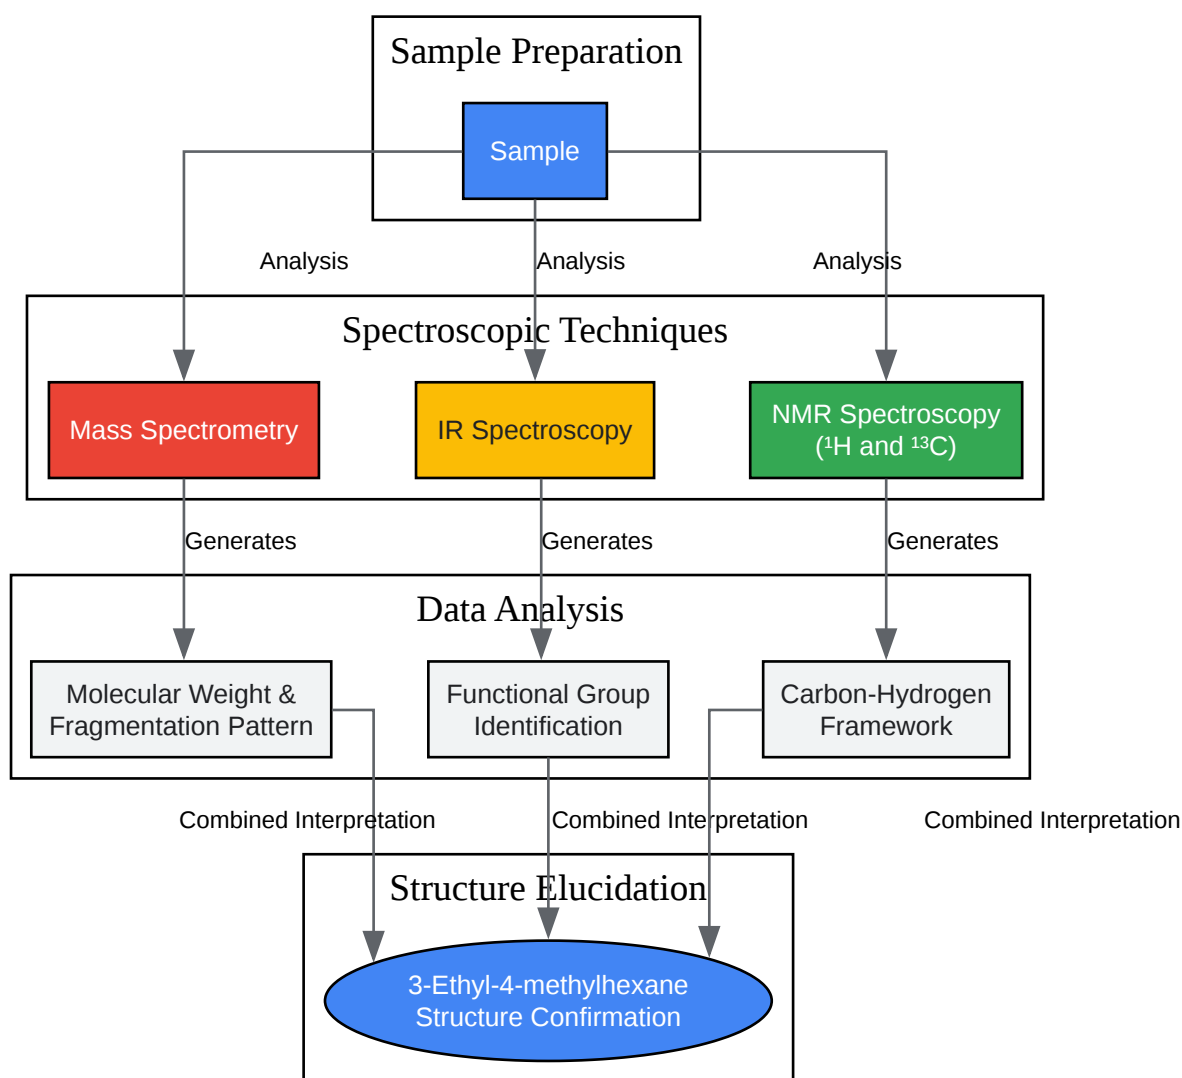 Sample Preparation
Sample
Analysis
Analysis
Analysis
Spectroscopic Techniques
Mass Spectrometry
IR Spectroscopy
NMR Spectroscopy
(¹H and ¹³C)
Generates
Generates
Generates
Data Analysis
Molecular Weight &
Fragmentation Pattern
Functional Group
Identification
Carbon-Hydrogen
Framework
Combined Interpretation
Combined Interpretation
Combined Interpretation
Structure Elucidation
3-Ethyl-4-methylhexane
Structure Confirmation